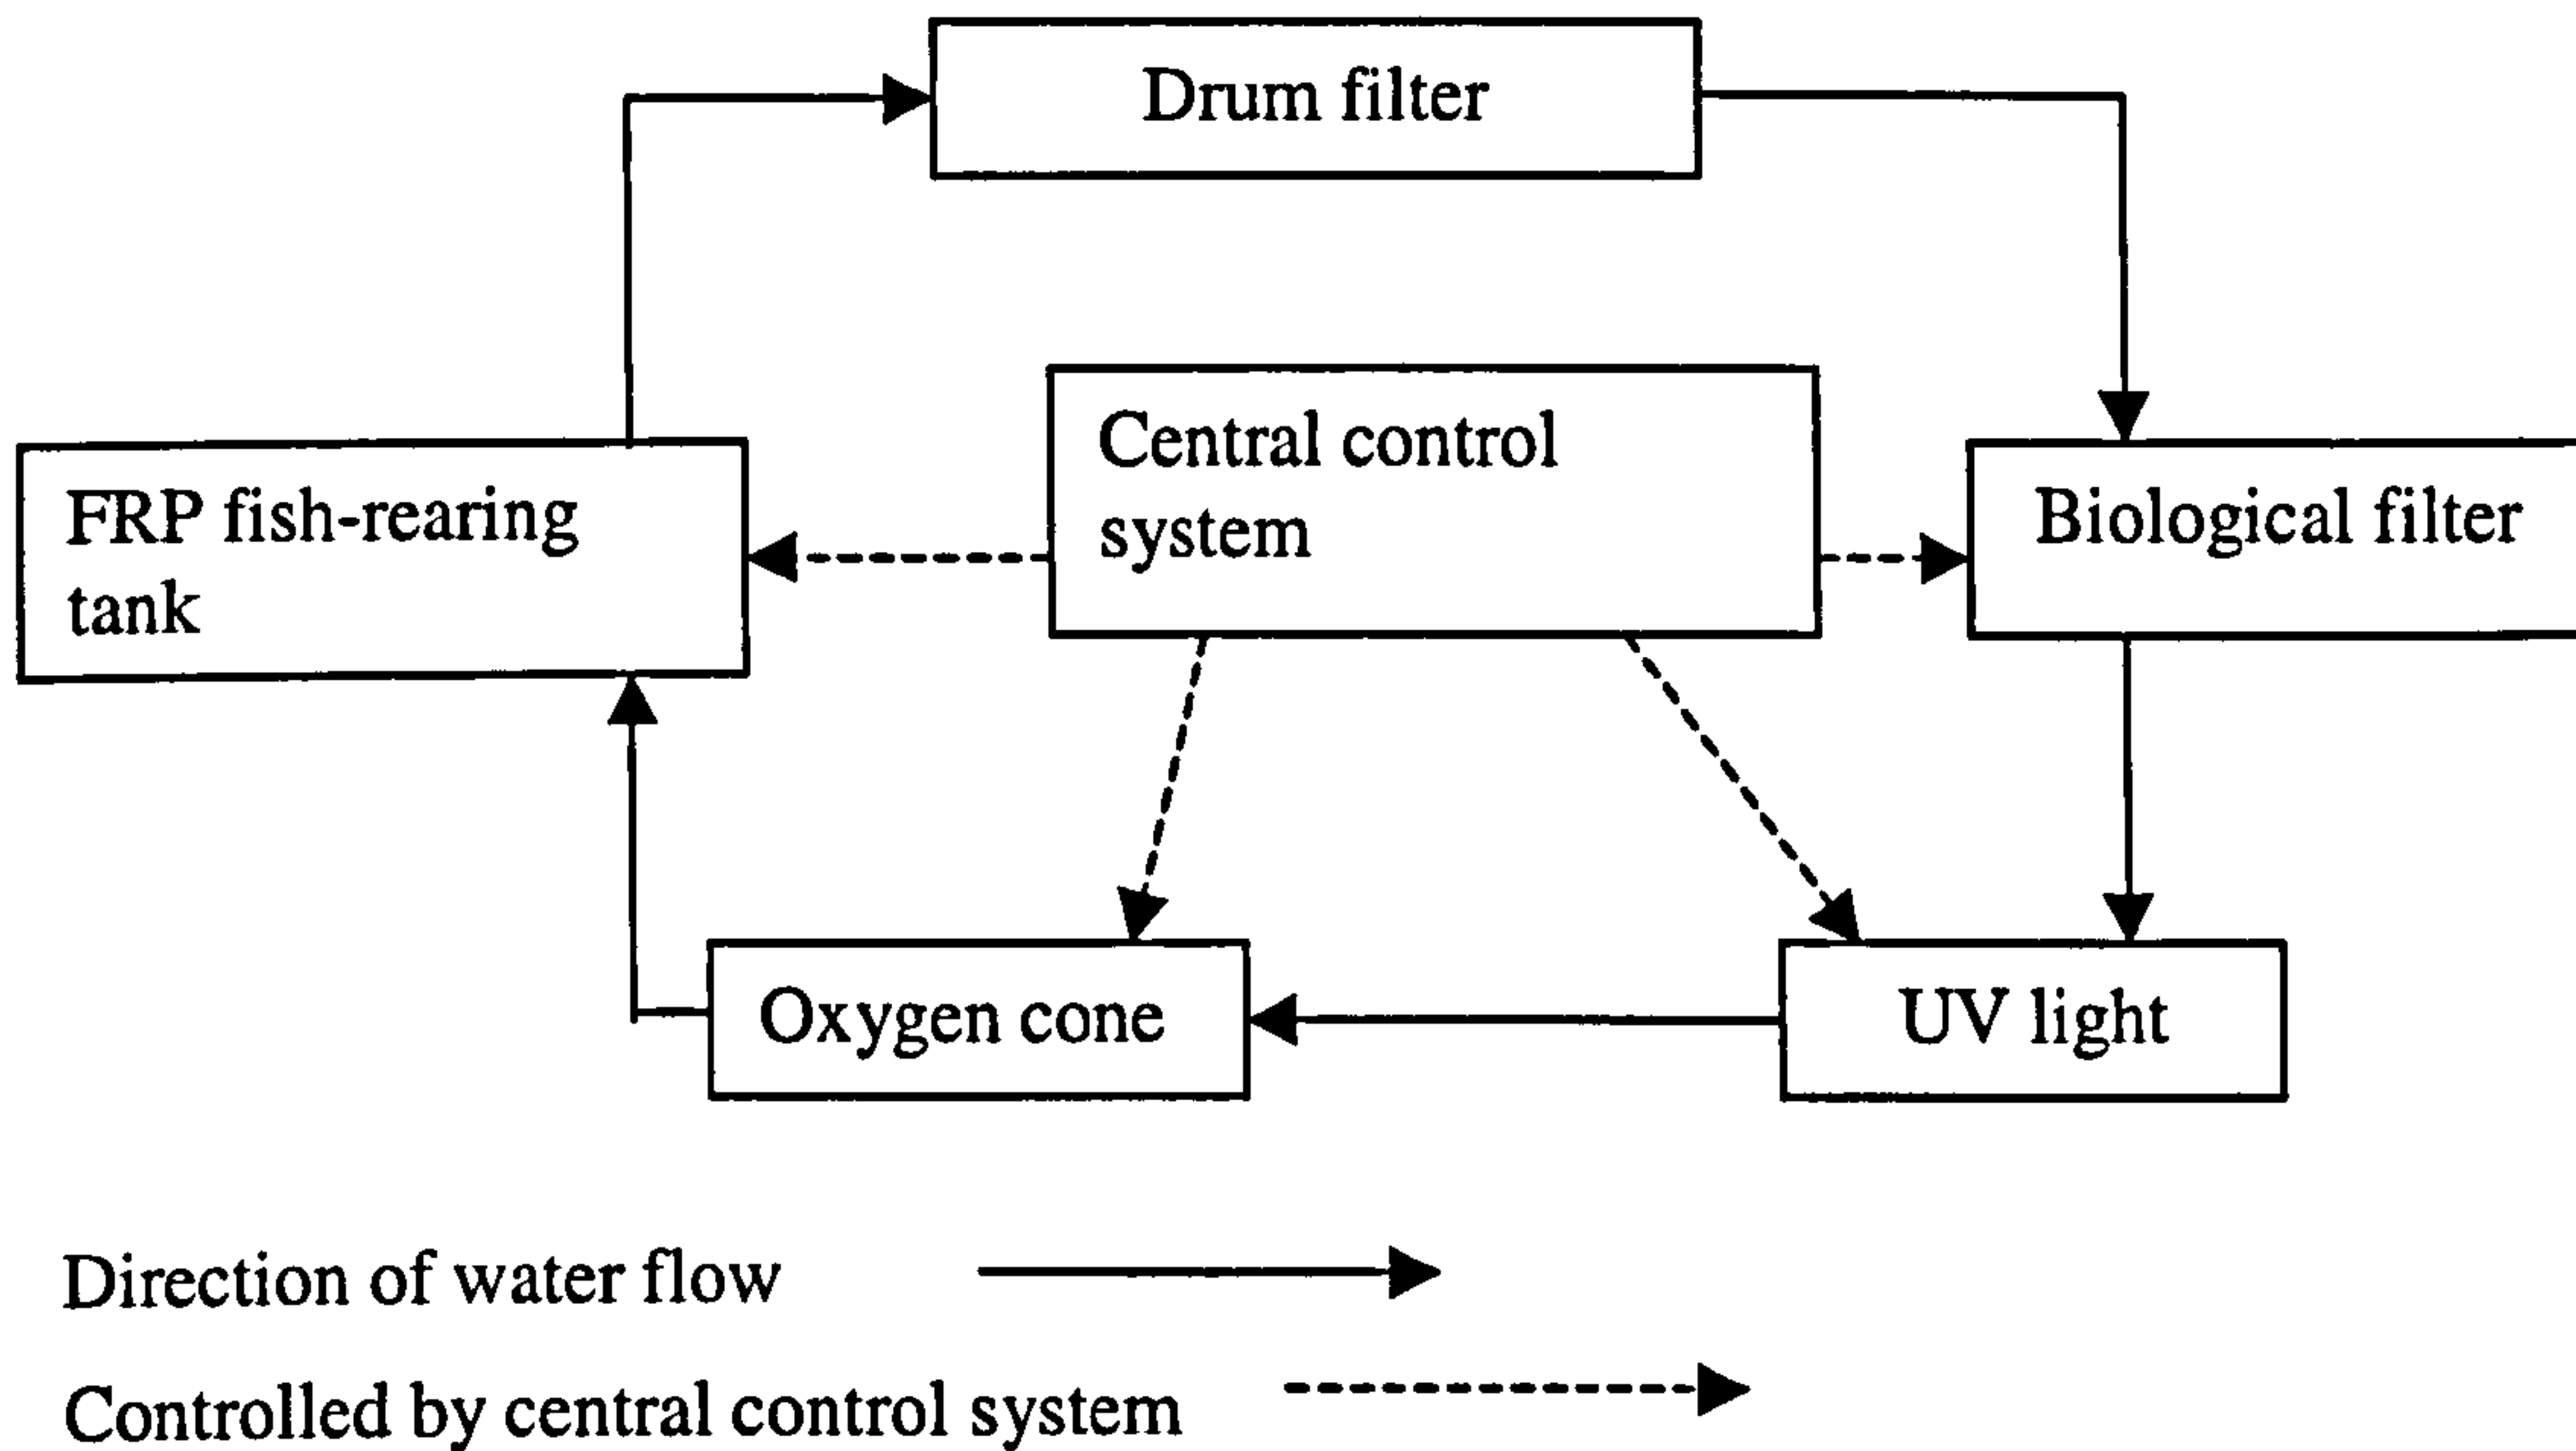 Drum filter
Central control
system
FRP fish-rearing
tank
Biological filter
Oxygen cone
UV light
Direction of water flow
Controlled by central control system